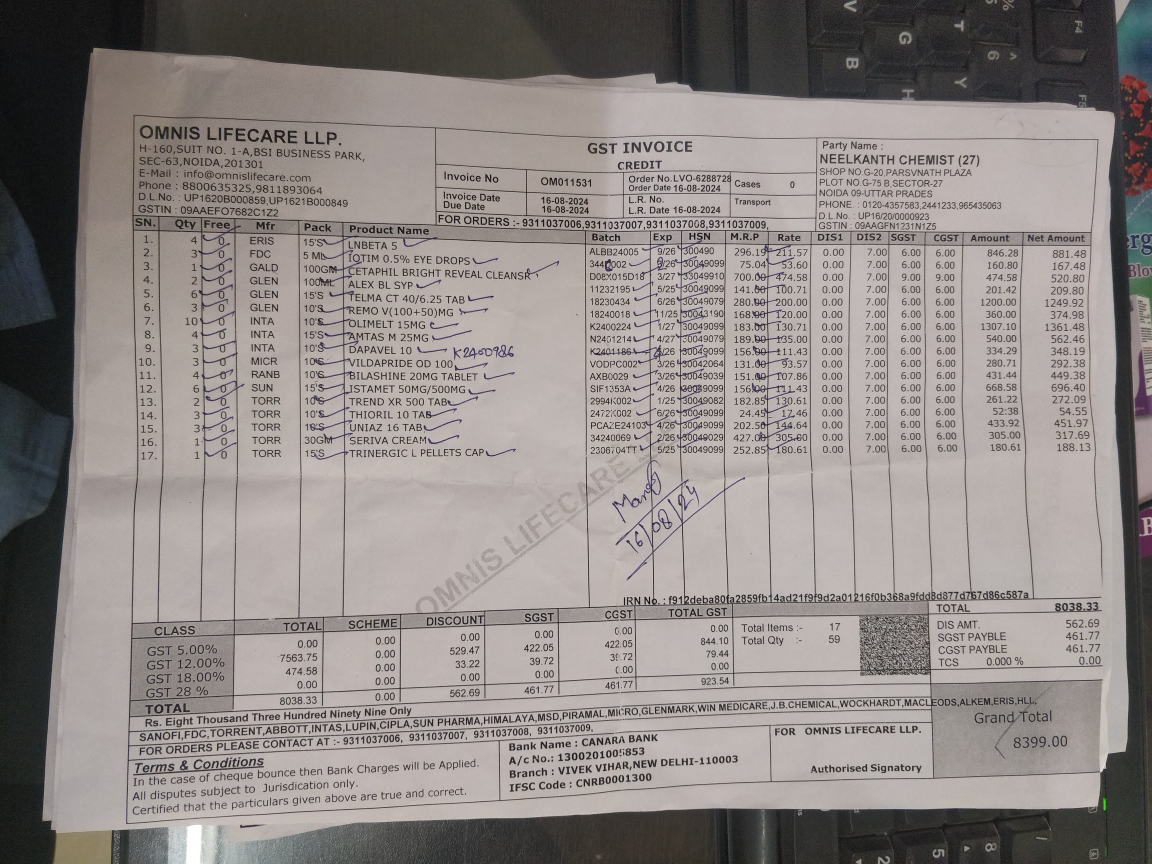 OMNIS LIFECARE LLP.
H-160,SUIT NO. 1-A,BSI BUSINESS PARK,
SEC-63,NOIDA,201301
E-Mail : info@omnislifecare.com
Phone : 8800635325,9811893064
D.L.No. : UP1620B000859,UP1621B000849
GSTIN : 09AAEFO7682C1Z2
GST INVOICE
CREDIT
Invoice No OM011531 Order No.LVO-6288728 Cases 0
Order Date 16-08-2024
Invoice Date 16-08-2024 L.R. No. Transport
Due Date 16-08-2024 L.R. Date 16-08-2024
FOR ORDERS :- 9311037006,9311037007,9311037008,9311037009,
Party Name :
NEELKANTH CHEMIST (27)
SHOP NO.G-20,PARSVNATH PLAZA
PLOT NO.G-75 B,SECTOR-27
NOIDA 09-UTTAR PRADES
PHONE. : 0120-4357583,2441233,965435063
D.L No : UP16/20/0000923
GSTIN : 09AAGFN1231N1Z5
SN. Qty Free Mfr Pack Product Name Batch Exp HSN M.R.P Rate DIS1 DIS2 SGST CGST Amount Net Amount
1. 4 0 ERIS 15'S LNBETA 5 ALBB24005 9/26 300490 296.19 211.57 0.00 7.00 6.00 6.00 846.28 881.48
2. 3 0 FDC 5 ML IOTIM 0.5% EYE DROPS 30049099 75.04 53.60 0.00 7.00 6.00 6.00 160.80 167.48
3. 1 0 GALD 100GM CETAPHIL BRIGHT REVEAL CLEANSR D08X015D18 3/27 33049910 700.00 474.58 0.00 7.00 9.00 9.00 474.58 520.80
4. 2 0 GLEN 100ML ALEX BL SYP 11232195 5/25 30049099 141.00 100.71 0.00 7.00 6.00 6.00 201.42 209.80
5. 6 0 GLEN 15'S TELMA CT 40/6.25 TAB 18230434 6/26 30049079 280.00 200.00 0.00 7.00 6.00 6.00 1200.00 1249.92
6. 3 0 GLEN 10'S REMO V(100+50)MG 18240018 11/25 30043190 168.00 120.00 0.00 7.00 6.00 6.00 360.00 374.98
7. 10 0 INTA 10'S OLIMELT 15MG K2400224 1/27 30049099 183.00 130.71 0.00 7.00 6.00 6.00 1307.10 1361.48
8. 4 0 INTA 15'S AMTAS M 25MG N2401214 4/27 30049079 189.00 135.00 0.00 7.00 6.00 6.00 540.00 562.46
9. 3 0 INTA 10'S DAPAVEL 10 K2400986 K2401186 30049099 156.00 111.43 0.00 7.00 6.00 6.00 334.29 348.19
10. 3 0 MICR 10'S VILDAPRIDE OD 100 VODPC002 3/26 30042064 131.00 93.57 0.00 7.00 6.00 6.00 280.71 292.38
11. 4 0 RANB 10'S BILASHINE 20MG TABLET AXB0029 3/26 30049039 151.00 107.86 0.00 7.00 6.00 6.00 431.44 449.38
12. 6 0 SUN 15'S ISTAMET 50MG/500MG SIF1353A 4/26 156.00 111.43 0.00 7.00 6.00 6.00 668.58 696.40
13. 2 0 TORR 10'S TREND XR 500 TAB 2994K002 1/25 30049082 182.85 130.61 0.00 7.00 6.00 6.00 261.22 272.09
14. 3 0 TORR 10'S THIORIL 10 TAB 2472K002 6/26 30049099 24.45 17.46 0.00 7.00 6.00 6.00 52.38 54.55
15. 3 0 TORR 10'S UNIAZ 16 TAB PCA2E24103 4/26 30049099 202.50 144.64 0.00 7.00 6.00 6.00 433.92 451.97
16. 1 0 TORR 30GM SERIVA CREAM 34240069 2/26 30049029 427.00 305.00 0.00 7.00 6.00 6.00 305.00 317.69
17. 1 0 TORR 15'S TRINERGIC L PELLETS CAP 2306704TT 5/25 30049099 252.85 180.61 0.00 7.00 6.00 6.00 180.61 188.13
16/08/24
OMNIS LIFECARE
IRN No. : f912deba80fa2859fb14ad21f9f9d2a01216f0b368a9fdd8d877d767d86c587a
CLASS TOTAL SCHEME DISCOUNT SGST CGST TOTAL GST
GST 5.00% 0.00 0.00 0.00 0.00 0.00 0.00
GST 12.00% 7563.75 0.00 529.47 422.05 422.05 844.10
GST 18.00% 474.58 0.00 33.22 39.72 39.72 79.44
GST 28 % 0.00 0.00 0.00 0.00 0.00 0.00
TOTAL 8038.33 0.00 562.69 461.77 461.77 923.54
Total Items :- 17
Total Qty :- 59
TOTAL 8038.33
DIS AMT. 562.69
SGST PAYBLE 461.77
CGST PAYBLE 461.77
TCS 0.000 % 0.00
Rs. Eight Thousand Three Hundred Ninety Nine Only
SANOFI,FDC,TORRENT,ABBOTT,INTAS,LUPIN,CIPLA,SUN PHARMA,HIMALAYA,MSD,PIRAMAL,MICRO,GLENMARK,WIN MEDICARE,J.B.CHEMICAL,WOCKHARDT,MACLEODS,ALKEM,ERIS,HLL,
FOR ORDERS PLEASE CONTACT AT :- 9311037006, 9311037007, 9311037008, 9311037009,
Grand Total
8399.00
Terms & Conditions
In the case of cheque bounce then Bank Charges will be Applied.
All disputes subject to Jurisdication only.
Certified that the particulars given above are true and correct.
Bank Name : CANARA BANK
A/c No.: 1300201005853
Branch : VIVEK VIHAR,NEW DELHI-110003
IFSC Code : CNRB0001300
FOR OMNIS LIFECARE LLP.
Authorised Signatory